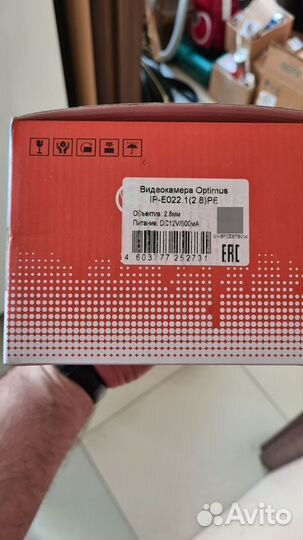 Видеокамера Optimus
IP-E022.1(2.8)PE
Объектив: 2.8мм
Питание: DC12V/500мА
4 603777 252731
EAC
Avito